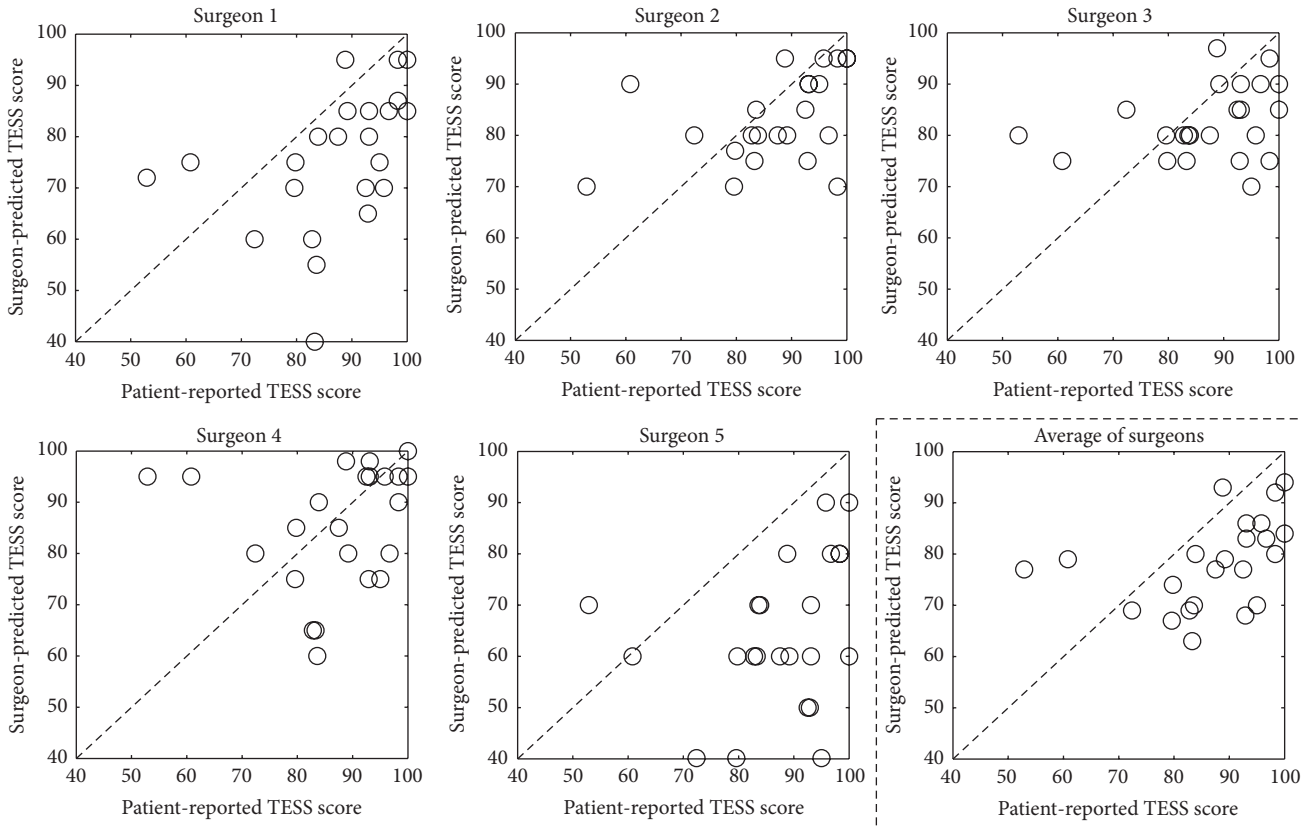 Surgeon 1
Surgeon-predicted TESS score
100
90
80
70
60
50
40
40 50 60 70 80 90 100
Patient-reported TESS score
Surgeon 2
Surgeon-predicted TESS score
100
90
80
70
60
50
40
40 50 60 70 80 90 100
Patient-reported TESS score
Surgeon 3
Surgeon-predicted TESS score
100
90
80
70
60
50
40
40 50 60 70 80 90 100
Patient-reported TESS score
Surgeon 4
Surgeon-predicted TESS score
100
90
80
70
60
50
40
40 50 60 70 80 90 100
Patient-reported TESS score
Surgeon 5
Surgeon-predicted TESS score
100
90
80
70
60
50
40
40 50 60 70 80 90 100
Patient-reported TESS score
Average of surgeons
Surgeon-predicted TESS score
100
90
80
70
60
50
40
40 50 60 70 80 90 100
Patient-reported TESS score